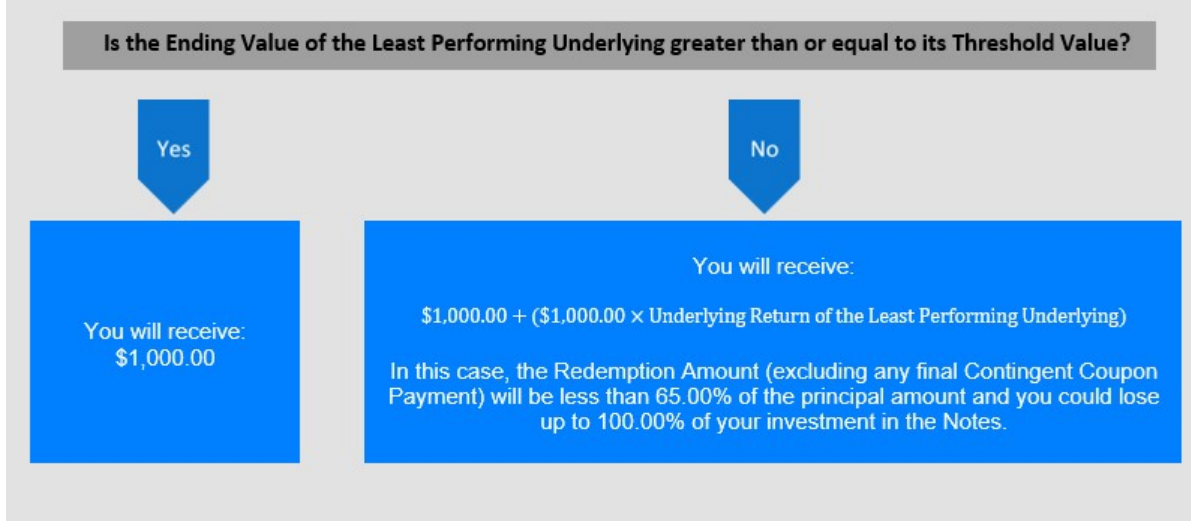 Is the Ending Value of the Least Performing Underlying greater than or equal to its Threshold Value?
Yes
No
You will receive:
$1,000.00
You will receive:
$1,000.00 + ($1,000.00 × Underlying Return of the Least Performing Underlying)
In this case, the Redemption Amount (excluding any final Contingent Coupon
Payment) will be less than 65.00% of the principal amount and you could lose
up to 100.00% of your investment in the Notes.